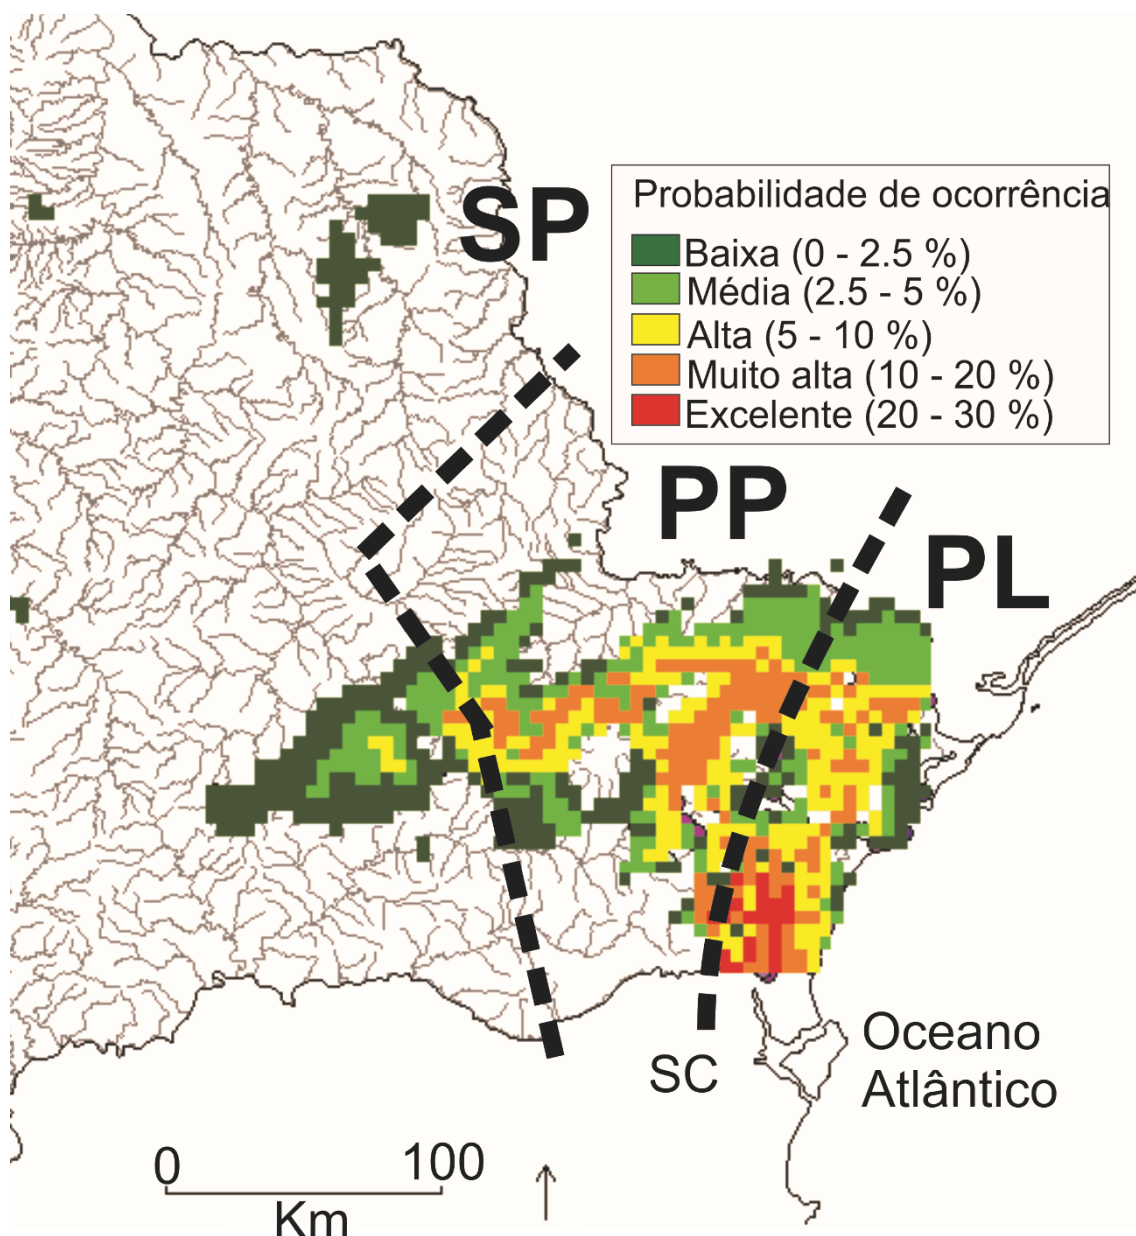 SP
Probabilidade de ocorrência
Baixa (0 - 2.5 %)
Média (2.5 - 5 %)
Alta (5 - 10 %)
Muito alta (10 - 20 %)
Excelente (20 - 30 %)
PP
PL
SC
Oceano
Atlântico
0 100
Km